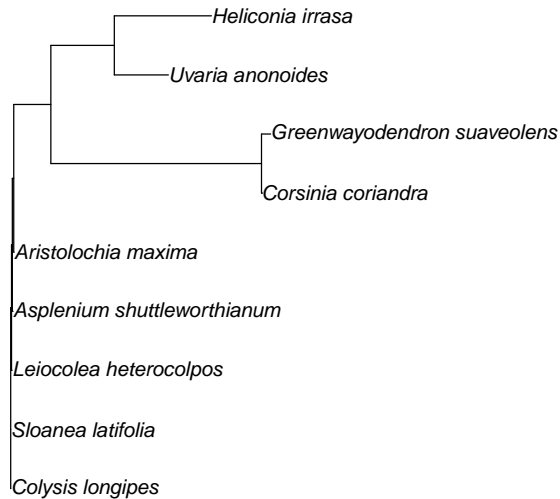 Heliconia irrasa
Uvaria anonoides
Greenwayodendron suaveolens
Corsinia coriandra
Aristolochia maxima
Asplenium shuttleworthianum
Leiocolea heterocolpos
Sloanea latifolia
Colysis longipes